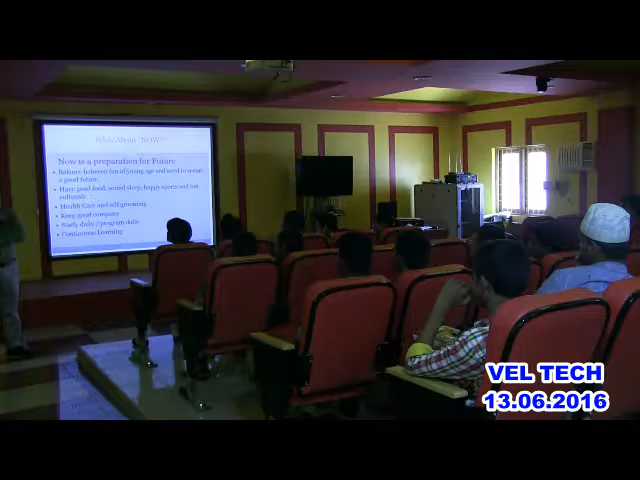 What About "NOW"
Now is a preparation for Future:
• Balance between fun of young age and need to secure
a good future.
• Have good food, sound sleep, happy sports and
culturals
• Health Care and self grooming
• Keep good company
• Study daily / program daily
• Continuous Learning
VEL TECH
13.06.2016